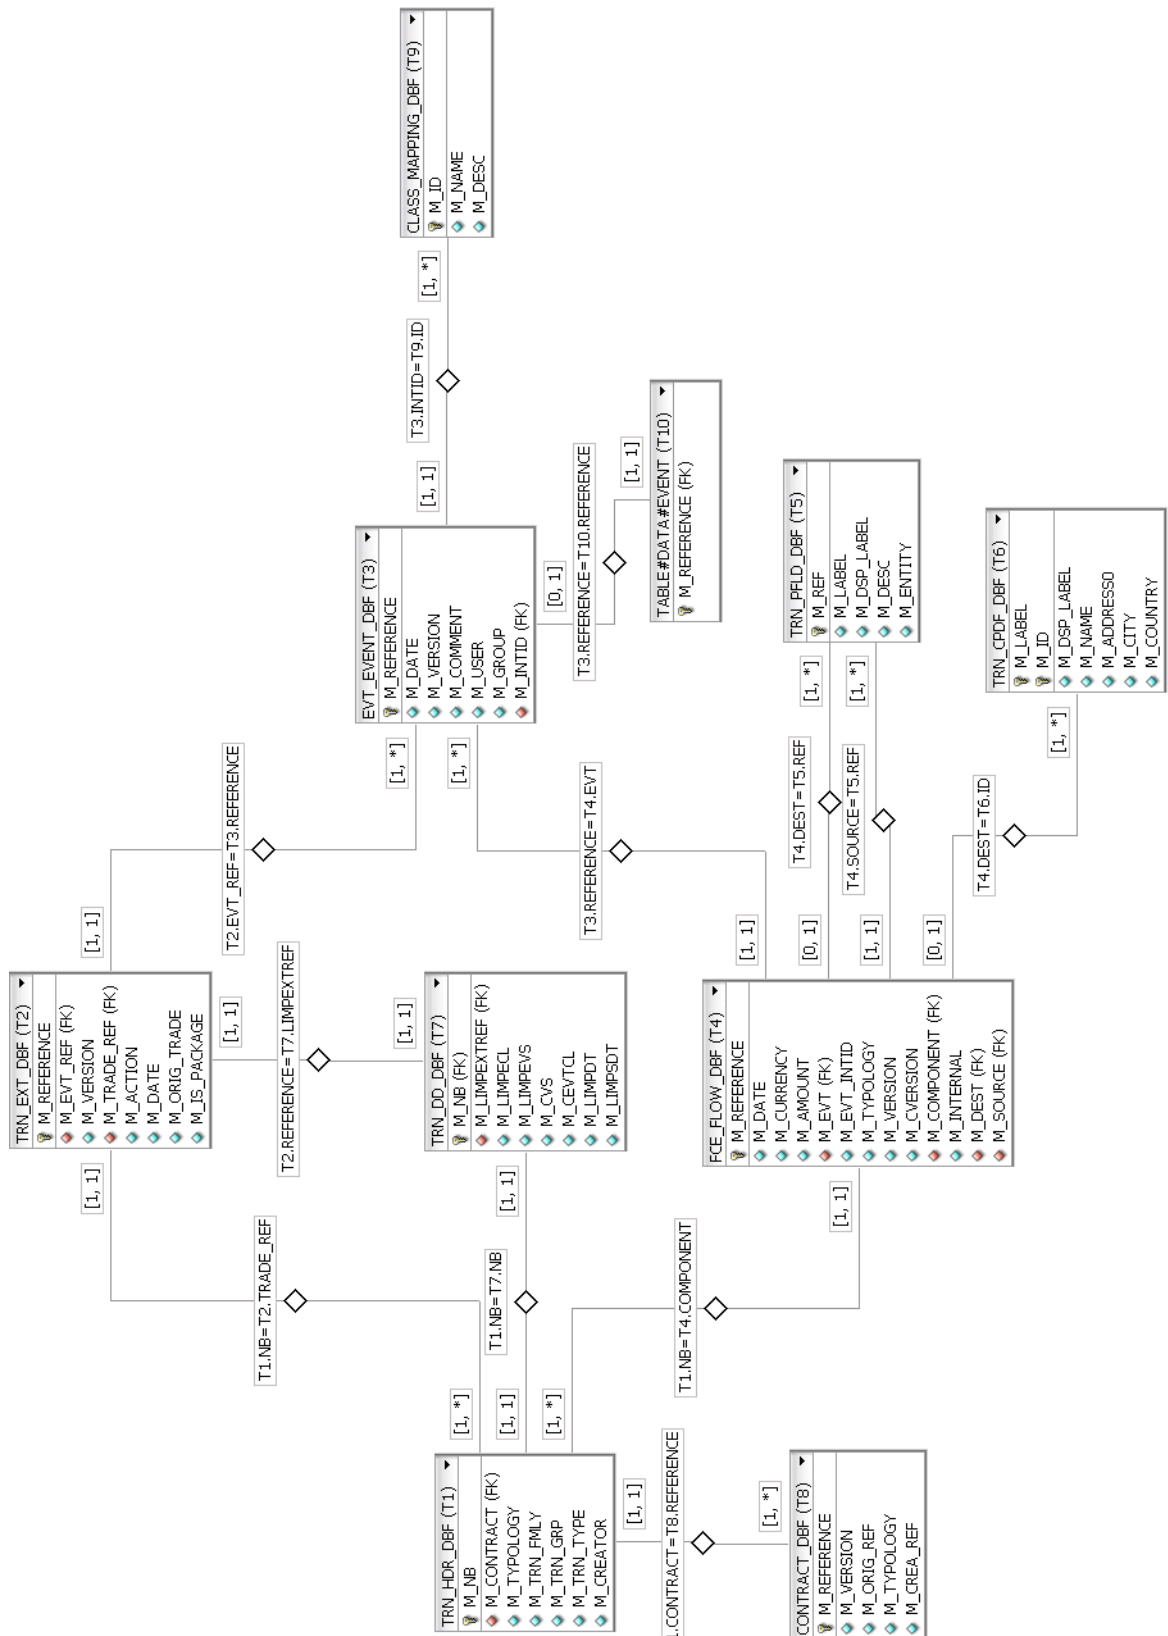 TRN_HDR_DBF (T1)
M_NB
M_CONTRACT (FK)
M_TYPOLOGY
M_TRN_FMLY
M_TRN_GRP
M_TRN_TYPE
M_CREATOR
[1, *]
[1, 1]
[1, *]
[1, 1]
.CONTRACT=T8.REFERENCE
[1, *]
CONTRACT_DBF (T8)
M_REFERENCE
M_VERSION
M_ORIG_REF
M_TYPOLOGY
M_CREA_REF
T1.NB=T2.TRADE_REF
T1.NB=T7.NB
T1.NB=T4.COMPONENT
[1, 1]
[1, 1]
[1, 1]
TRN_EXT_DBF (T2)
M_REFERENCE
M_EVT_REF (FK)
M_VERSION
M_TRADE_REF (FK)
M_ACTION
M_DATE
M_ORIG_TRADE
M_IS_PACKAGE
[1, 1]
T2.REFERENCE=T7.LIMPEXTREF
[1, 1]
TRN_DD_DBF (T7)
M_NB (FK)
M_LIMPEXTREF (FK)
M_LIMPECL
M_LIMPEVS
M_CVS
M_CEVTCL
M_LIMPDT
M_LIMPSDT
FCE_FLOW_DBF (T4)
M_REFERENCE
M_DATE
M_CURRENCY
M_AMOUNT
M_EVT (FK)
M_EVT_INTID
M_TYPOLOGY
M_VERSION
M_CVERSION
M_COMPONENT (FK)
M_INTERNAL
M_DEST (FK)
M_SOURCE (FK)
[1, 1]
T2.EVT_REF=T3.REFERENCE
[1, *]
[1, 1]
T3.REFERENCE=T4.EVT
[1, *]
[0, 1]
T4.DEST=T5.REF
[1, *]
[1, 1]
T4.SOURCE=T5.REF
[1, *]
[0, 1]
T4.DEST=T6.ID
[1, *]
EVT_EVENT_DBF (T3)
M_REFERENCE
M_DATE
M_VERSION
M_COMMENT
M_USER
M_GROUP
M_INTID (FK)
[0, 1]
T3.REFERENCE=T10.REFERENCE
[1, 1]
TABLE#DATA#EVENT (T10)
M_REFERENCE (FK)
TRN_PFLD_DBF (T5)
M_REF
M_LABEL
M_DSP_LABEL
M_DESC
M_ENTITY
TRN_CPDF_DBF (T6)
M_LABEL
M_ID
M_DSP_LABEL
M_NAME
M_ADDRESS0
M_CITY
M_COUNTRY
[1, 1]
T3.INTID=T9.ID
[1, *]
CLASS_MAPPING_DBF (T9)
M_ID
M_NAME
M_DESC